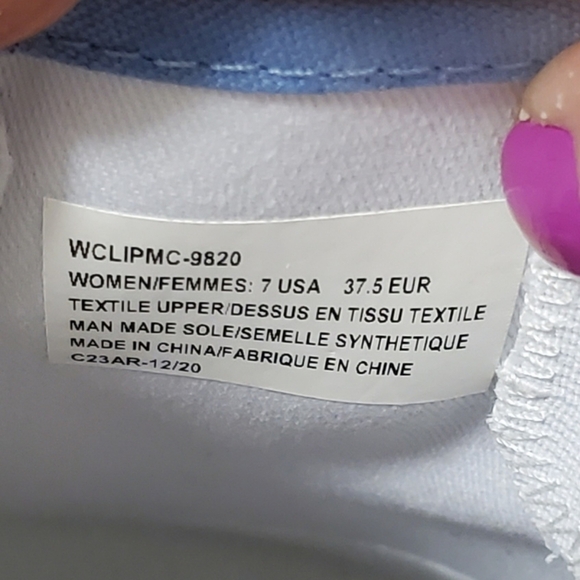 WCLIPMC-9820
WOMEN/FEMMES: 7 USA 37.5 EUR
TEXTILE UPPER/DESSUS EN TISSU TEXTILE
MAN MADE SOLE/SEMELLE SYNTHETIQUE
MADE IN CHINA/FABRIQUE EN CHINE
C23AR-12/20